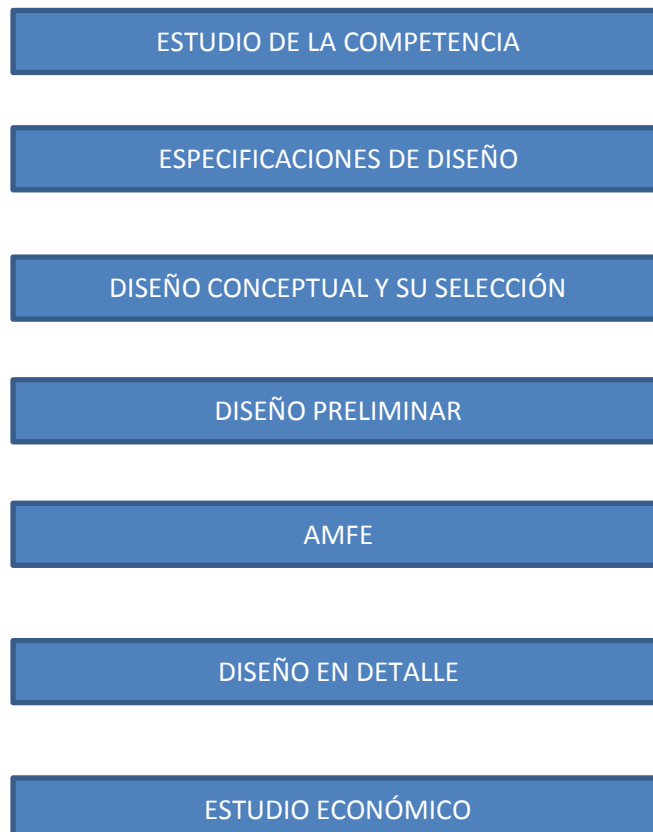 ESTUDIO DE LA COMPETENCIA
ESPECIFICACIONES DE DISEÑO
DISEÑO CONCEPTUAL Y SU SELECCIÓN
DISEÑO PRELIMINAR
AMFE
DISEÑO EN DETALLE
ESTUDIO ECONÓMICO